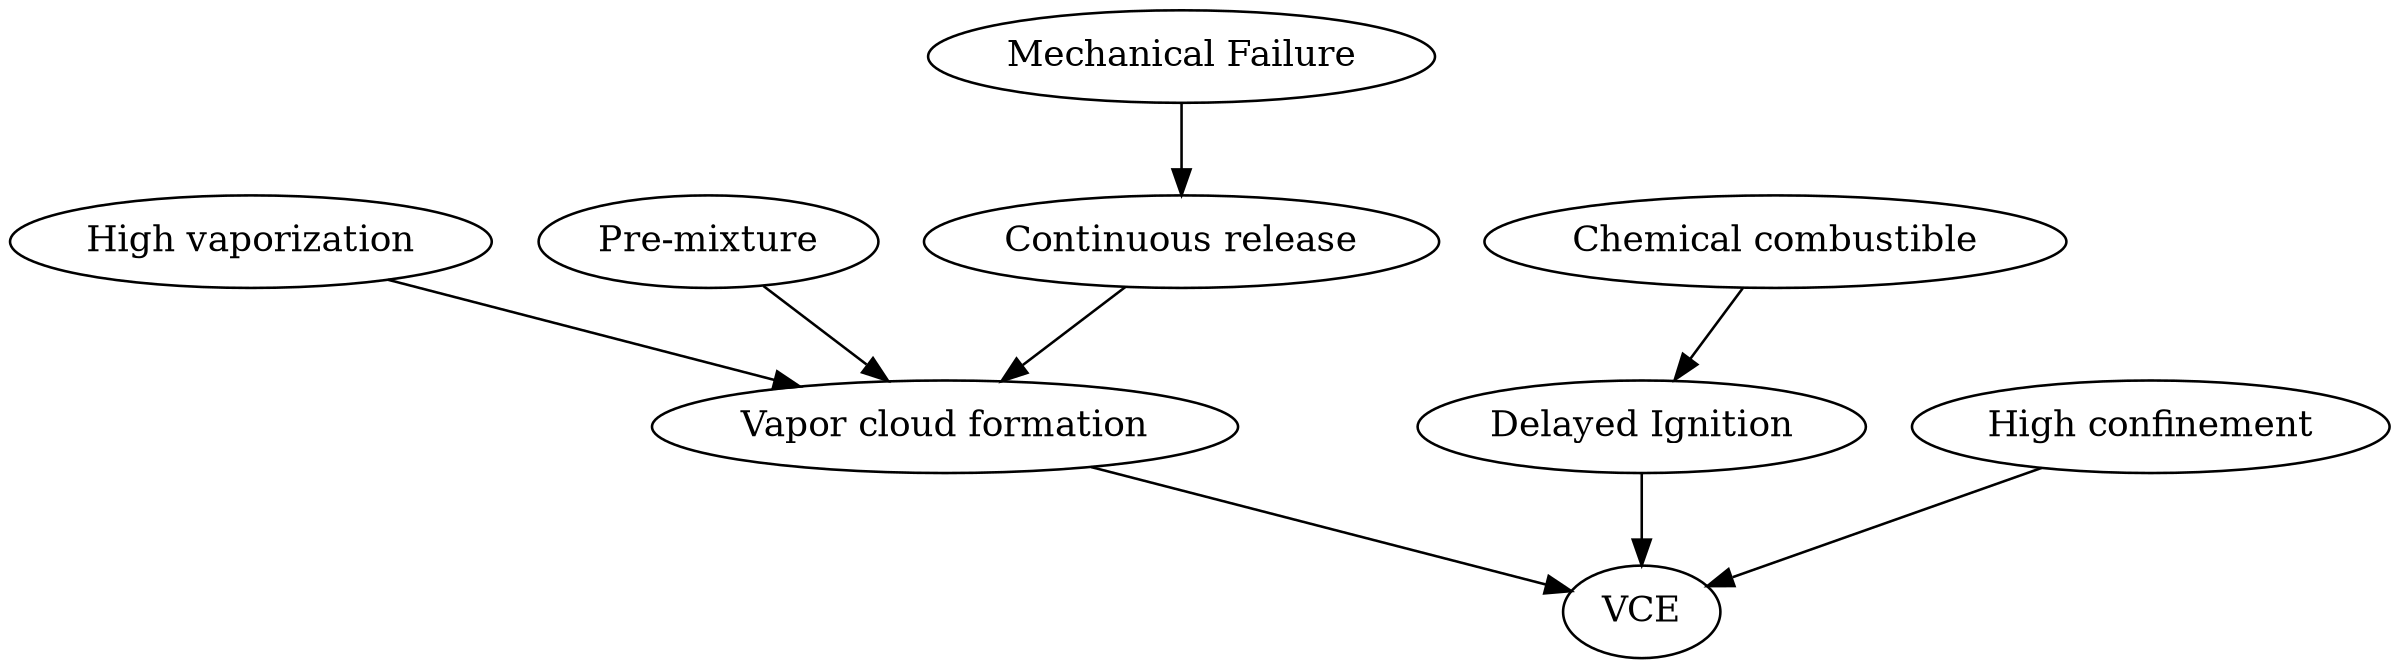 Mechanical Failure
High vaporization
Pre-mixture
Continuous release
Chemical combustible
Vapor cloud formation
Delayed Ignition
High confinement
VCE